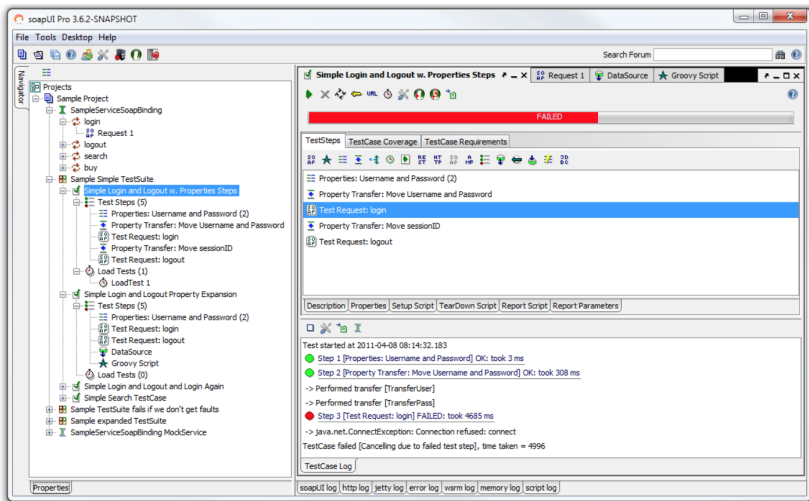 soapUI Pro 3.6.2-SNAPSHOT
File Tools Desktop Help
Search Forum
Navigator
Projects
Sample Project
SampleServiceSoapBinding
login
Request 1
logout
search
buy
Sample Simple TestSuite
Simple Login and Logout w. Properties Steps
Test Steps (5)
Properties: Username and Password (2)
Property Transfer: Move Username and Password
Test Request: login
Property Transfer: Move sessionID
Test Request: logout
Load Tests (1)
LoadTest 1
Simple Login and Logout Property Expansion
Test Steps (5)
Properties: Username and Password (2)
Test Request: login
Test Request: logout
DataSource
Groovy Script
Load Tests (0)
Simple Login and Logout and Login Again
Simple Search TestCase
Sample TestSuite fails if we don't get faults
Sample expanded TestSuite
SampleServiceSoapBinding MockService
Properties
Simple Login and Logout w. Properties Steps Request 1 DataSource Groovy Script
URL
FAILED
TestSteps TestCase Coverage TestCase Requirements
Properties: Username and Password (2)
Property Transfer: Move Username and Password
Test Request: login
Property Transfer: Move sessionID
Test Request: logout
Description Properties Setup Script TearDown Script Report Script Report Parameters
Test started at 2011-04-08 08:14:32.183
Step 1 [Properties: Username and Password] OK: took 3 ms
Step 2 [Property Transfer: Move Username and Password] OK: took 308 ms
-> Performed transfer [TransferUser]
-> Performed transfer [TransferPass]
Step 3 [Test Request: login] FAILED: took 4685 ms
-> java.net.ConnectException: Connection refused: connect
TestCase failed [Cancelling due to failed test step], time taken = 4996
TestCase Log
soapUI log http log jetty log error log wsrm log memory log script log